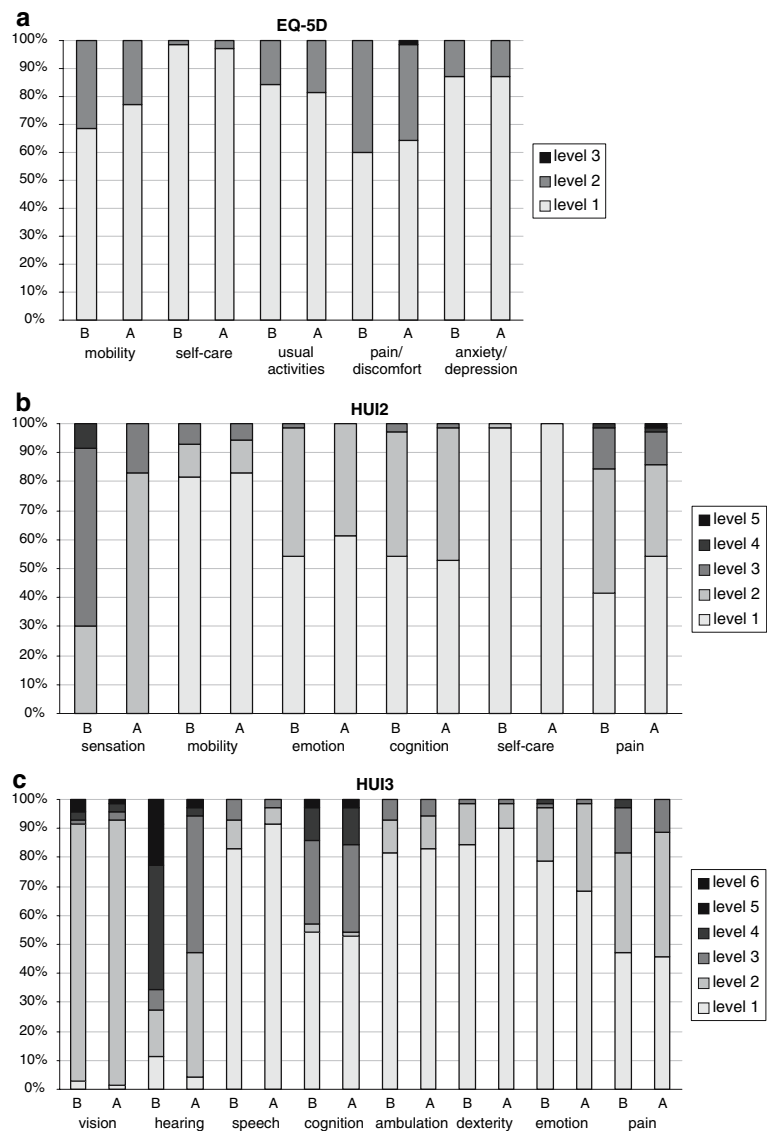 a
EQ-5D
100%
90%
80%
70%
60%
50%
40%
30%
20%
10%
0%
B A B A B A B A B A
mobility self-care usual activities pain/ discomfort anxiety/ depression
level 3
level 2
level 1
b
HUI2
100%
90%
80%
70%
60%
50%
40%
30%
20%
10%
0%
B A B A B A B A B A B A
sensation mobility emotion cognition self-care pain
level 5
level 4
level 3
level 2
level 1
c
HUI3
100%
90%
80%
70%
60%
50%
40%
30%
20%
10%
0%
B A B A B A B A B A B A B A B A
vision hearing speech cognition ambulation dexterity emotion pain
level 6
level 5
level 4
level 3
level 2
level 1